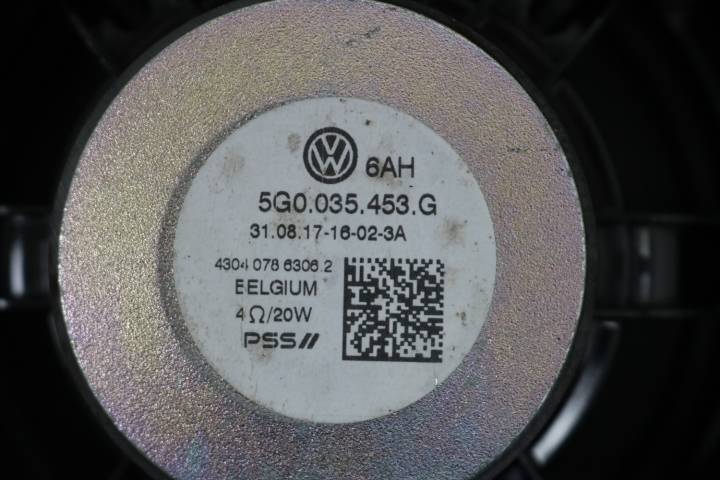 6AH
5G0.035.453.G
31.08.17-16-02-3A
4304 078 6306.2
BELGIUM
4Ω/20W
PSS//